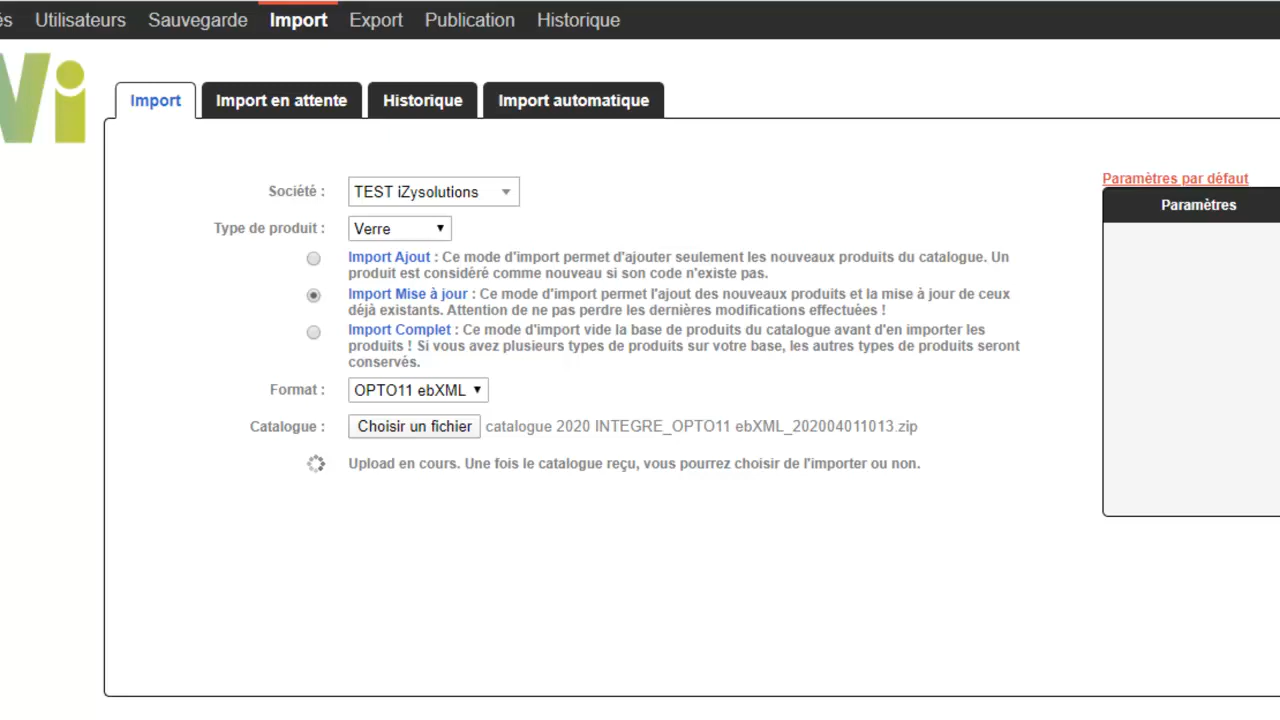 és Utilisateurs Sauvegarde Import Export Publication Historique
Vi
Import Import en attente Historique Import automatique
Paramètres par défaut
Paramètres
Société : TEST iZysolutions
Type de produit : Verre
Import Ajout : Ce mode d'import permet d'ajouter seulement les nouveaux produits du catalogue. Un
produit est considéré comme nouveau si son code n'existe pas.
Import Mise à jour : Ce mode d'import permet l'ajout des nouveaux produits et la mise à jour de ceux
déjà existants. Attention de ne pas perdre les dernières modifications effectuées !
Import Complet : Ce mode d'import vide la base de produits du catalogue avant d'en importer les
produits ! Si vous avez plusieurs types de produits sur votre base, les autres types de produits seront
conservés.
Format : OPTO11 ebXML
Catalogue : Choisir un fichier catalogue 2020 INTEGRE_OPTO11 ebXML_202004011013.zip
Upload en cours. Une fois le catalogue reçu, vous pourrez choisir de l'importer ou non.